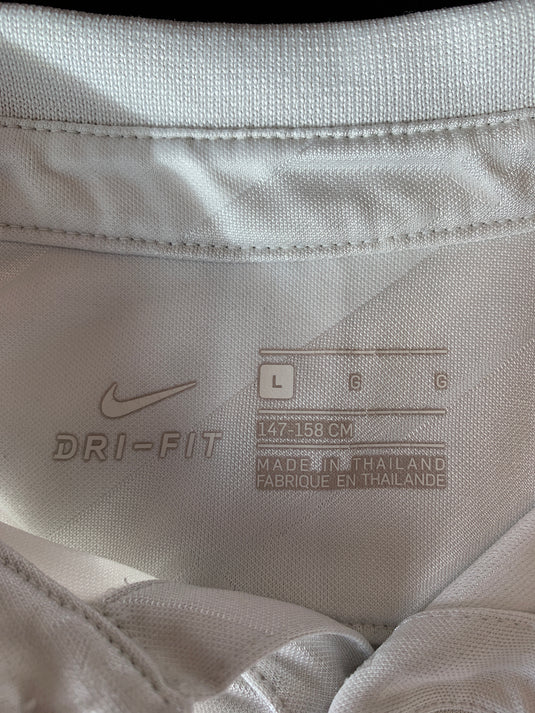 DRI-FIT
L G G
147-158 CM
MADE IN THAILAND
FABRIQUE EN THAILANDE